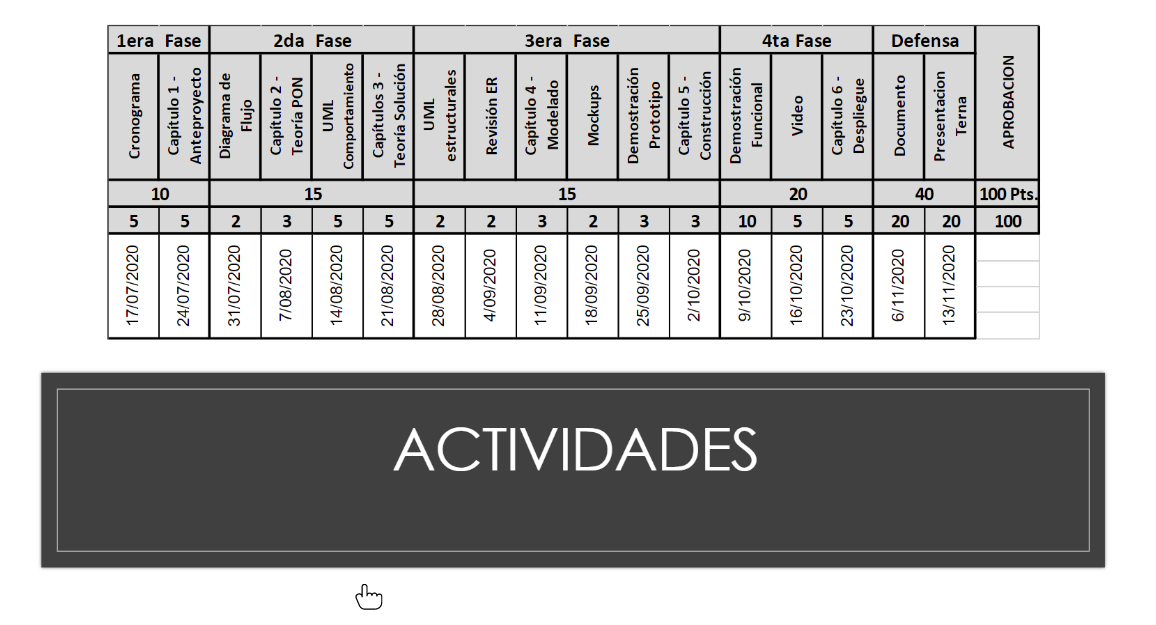 1era Fase 2da Fase 3era Fase 4ta Fase Defensa APROBACION
Cronograma
Capítulo 1 -
Anteproyecto
Diagrama de
Flujo
Capítulo 2 -
Teoría PON
UML
Comportamiento
Capítulos 3 -
Teoría Solución
UML
estructurales
Revisión ER
Capítulo 4 -
Modelado
Mockups
Demostración
Prototipo
Capítulo 5 -
Construcción
Demostración
Funcional
Video
Capítulo 6 -
Despliegue
Documento
Presentacion
Terna
10 15 15 20 40 100 Pts.
5 5 2 3 5 5 2 2 3 2 3 3 10 5 5 20 20 100
17/07/2020 24/07/2020 31/07/2020 7/08/2020 14/08/2020 21/08/2020 28/08/2020 4/09/2020 11/09/2020 18/09/2020 25/09/2020 2/10/2020 9/10/2020 16/10/2020 23/10/2020 6/11/2020 13/11/2020
ACTIVIDADES